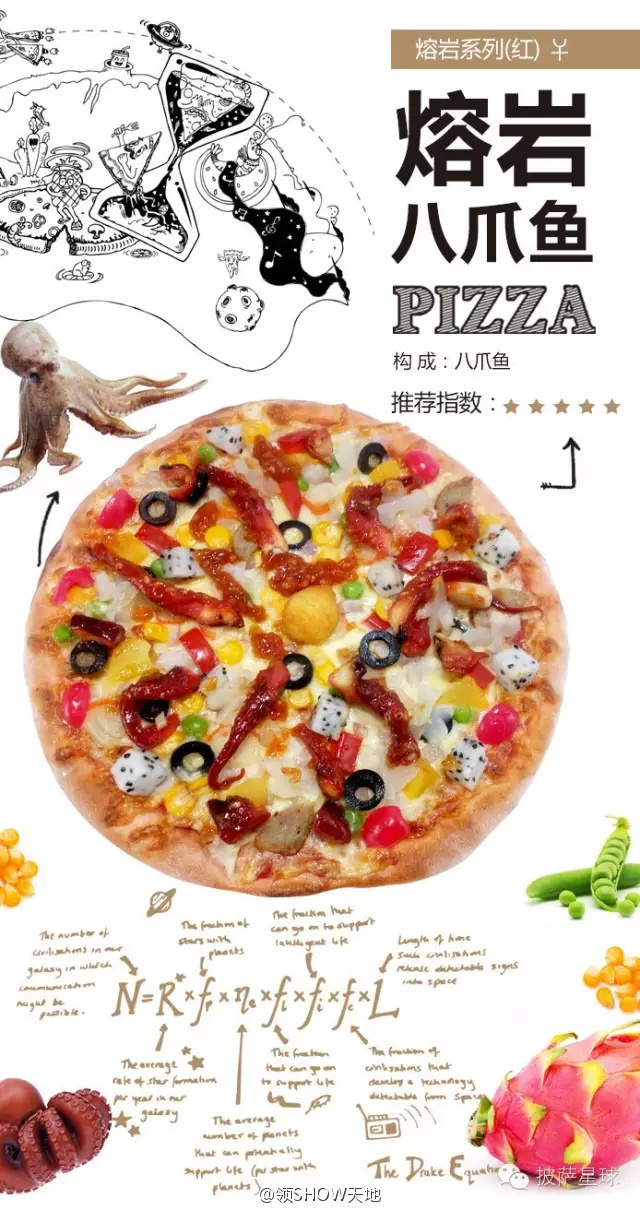 熔岩系列(红)
熔岩
八爪鱼
PIZZA
构 成 : 八爪鱼
推荐指数 :
The number of
civilisations in our
galaxy in which
communication
might be
possible.
The fraction of
stars with
planets
The fraction that
can go on to support
intelligent life
Length of time
such civilisations
release detectable signs
into space
N=R*×fp×ne×fl×fi×fc×L
The average
rate of star formation
per year in our
galaxy
The fraction
that can go on
to support life
The fraction of
civilisations that
develop a technology
detectable from space
The average
number of planets
that can potentially
support life (per star with
planets)
The Drake Equation
披萨星球
@领SHOW天地